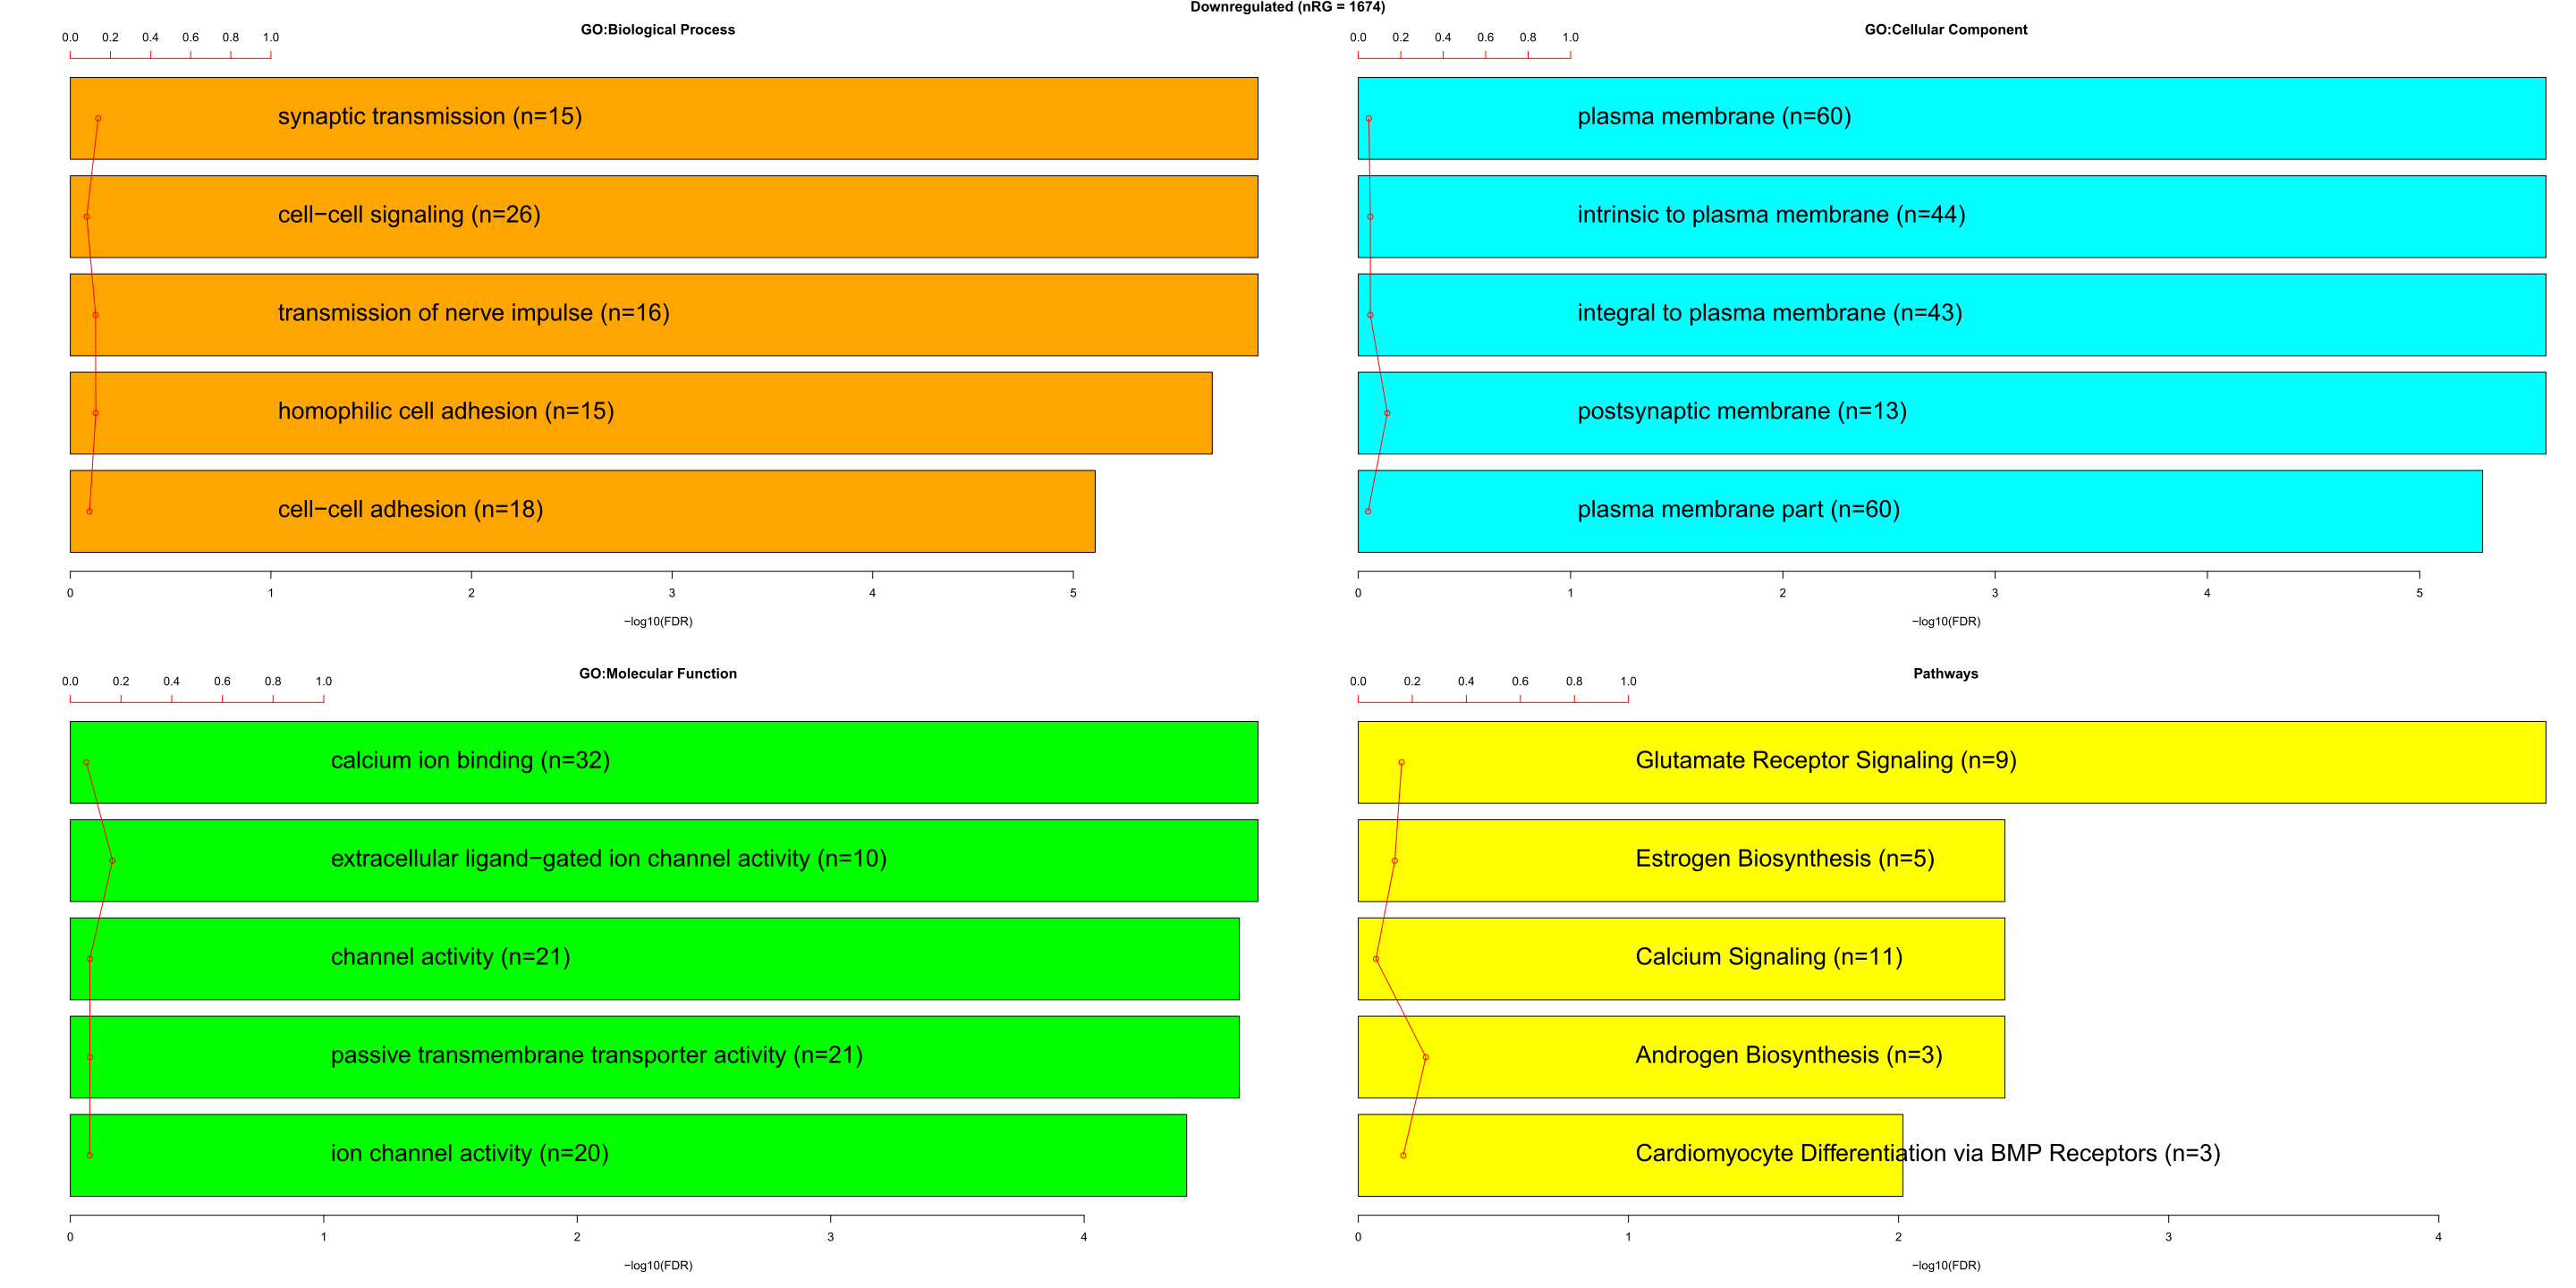 Downregulated (nRG = 1674)
GO:Biological Process
0.0 0.2 0.4 0.6 0.8 1.0
synaptic transmission (n=15)
cell−cell signaling (n=26)
transmission of nerve impulse (n=16)
homophilic cell adhesion (n=15)
cell−cell adhesion (n=18)
0 1 2 3 4 5
−log10(FDR)
GO:Cellular Component
0.0 0.2 0.4 0.6 0.8 1.0
plasma membrane (n=60)
intrinsic to plasma membrane (n=44)
integral to plasma membrane (n=43)
postsynaptic membrane (n=13)
plasma membrane part (n=60)
0 1 2 3 4 5
−log10(FDR)
GO:Molecular Function
0.0 0.2 0.4 0.6 0.8 1.0
calcium ion binding (n=32)
extracellular ligand−gated ion channel activity (n=10)
channel activity (n=21)
passive transmembrane transporter activity (n=21)
ion channel activity (n=20)
0 1 2 3 4
−log10(FDR)
Pathways
0.0 0.2 0.4 0.6 0.8 1.0
Glutamate Receptor Signaling (n=9)
Estrogen Biosynthesis (n=5)
Calcium Signaling (n=11)
Androgen Biosynthesis (n=3)
Cardiomyocyte Differentiation via BMP Receptors (n=3)
0 1 2 3 4
−log10(FDR)